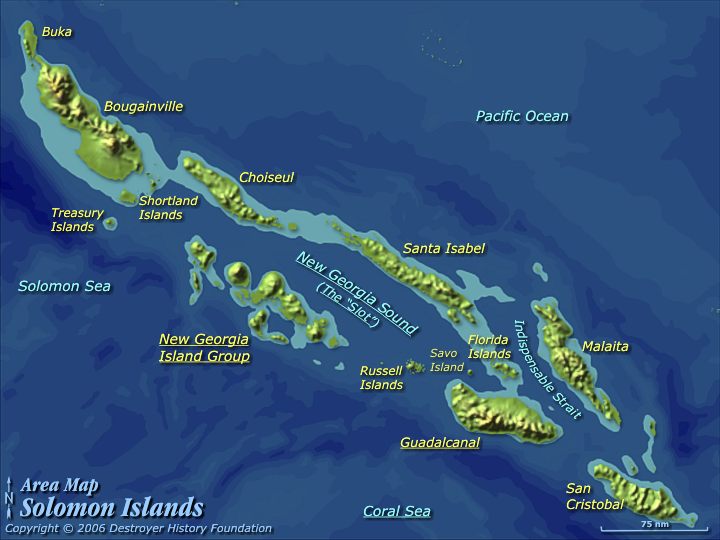 Buka
Bougainville
Pacific Ocean
Choiseul
Shortland
Islands
Treasury
Islands
Santa Isabel
New Georgia Sound
(The "Slot")
Solomon Sea
New Georgia
Island Group
Florida
Islands
Savo
Island
Indispensable Strait
Malaita
Russell
Islands
Guadalcanal
San
Cristobal
Coral Sea
N
Area Map
Solomon Islands
Copyright © 2006 Destroyer History Foundation
75 nm